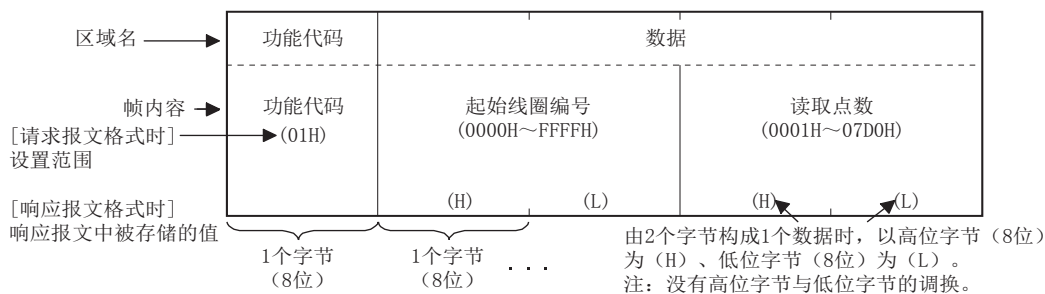 区域名
功能代码
数据
帧内容
功能代码
起始线圈编号
读取点数
[请求报文格式时]
(01H)
(0000H～FFFFH)
(0001H～07D0H)
设置范围
[响应报文格式时]
(H)
(L)
(H)
(L)
响应报文中被存储的值
1个字节
(8位)
1个字节
(8位)
...
由2个字节构成1个数据时，以高位字节（8位）
为（H）、低位字节（8位）为（L）。
注：没有高位字节与低位字节的调换。